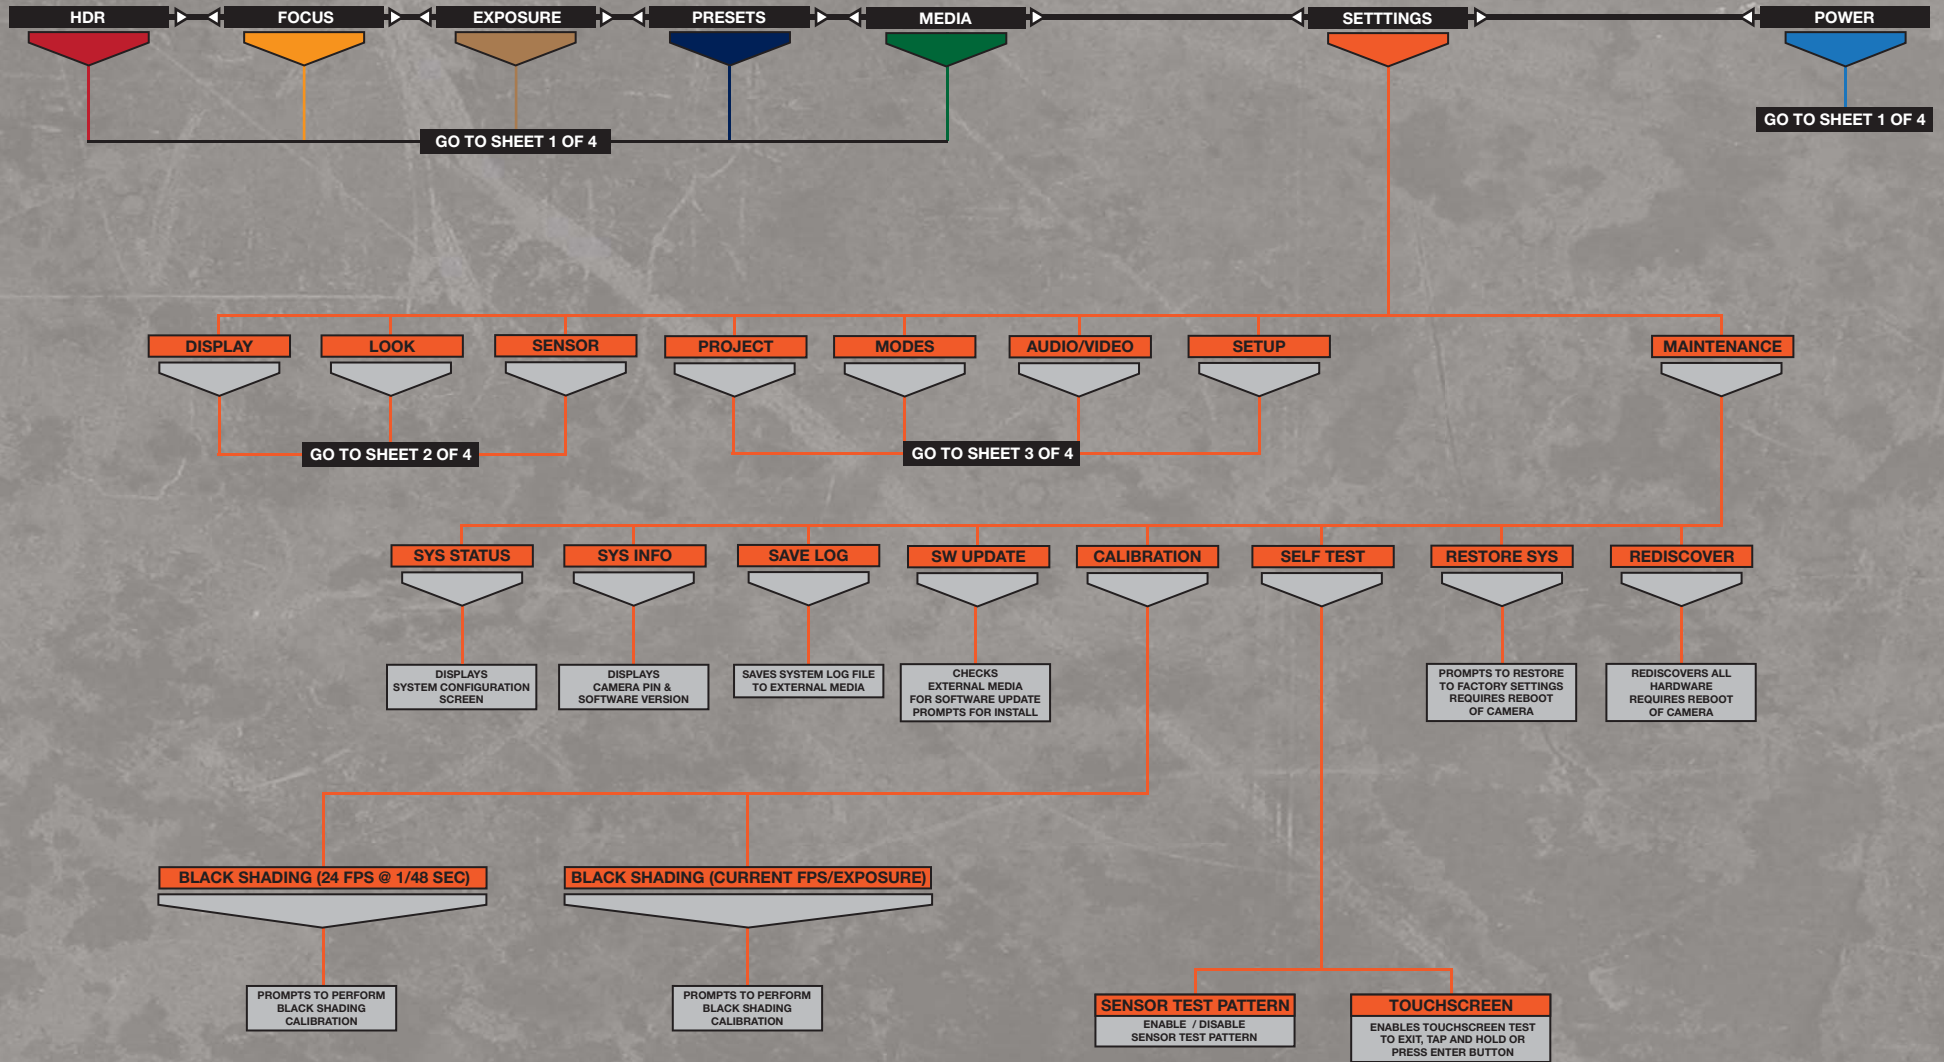 HDR
FOCUS
EXPOSURE
PRESETS
MEDIA
SETTTINGS
POWER
GO TO SHEET 1 OF 4
GO TO SHEET 1 OF 4
DISPLAY
LOOK
SENSOR
PROJECT
MODES
AUDIO/VIDEO
SETUP
MAINTENANCE
GO TO SHEET 2 OF 4
GO TO SHEET 3 OF 4
SYS STATUS
SYS INFO
SAVE LOG
SW UPDATE
CALIBRATION
SELF TEST
RESTORE SYS
REDISCOVER
DISPLAYS
SYSTEM CONFIGURATION
SCREEN
DISPLAYS
CAMERA PIN &
SOFTWARE VERSION
SAVES SYSTEM LOG FILE
TO EXTERNAL MEDIA
CHECKS
EXTERNAL MEDIA
FOR SOFTWARE UPDATE
PROMPTS FOR INSTALL
PROMPTS TO RESTORE
TO FACTORY SETTINGS
REQUIRES REBOOT
OF CAMERA
REDISCOVERS ALL
HARDWARE
REQUIRES REBOOT
OF CAMERA
BLACK SHADING (24 FPS @ 1/48 SEC)
BLACK SHADING (CURRENT FPS/EXPOSURE)
PROMPTS TO PERFORM
BLACK SHADING
CALIBRATION
PROMPTS TO PERFORM
BLACK SHADING
CALIBRATION
SENSOR TEST PATTERN
ENABLE / DISABLE
SENSOR TEST PATTERN
TOUCHSCREEN
ENABLES TOUCHSCREEN TEST
TO EXIT, TAP AND HOLD OR
PRESS ENTER BUTTON